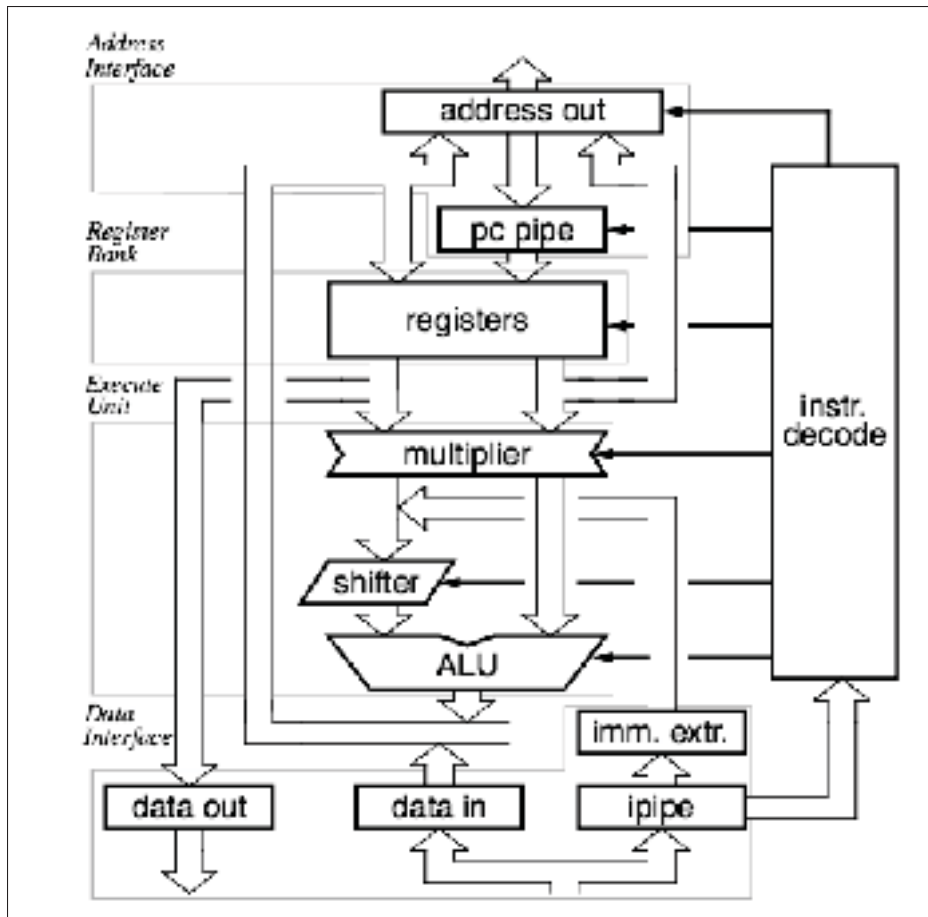 Address
Interface
address out
pc pipe
Register
Bank
registers
Execute
Unit
instr.
decode
multiplier
shifter
ALU
Data
Interface
imm. extr.
data out
data in
ipipe